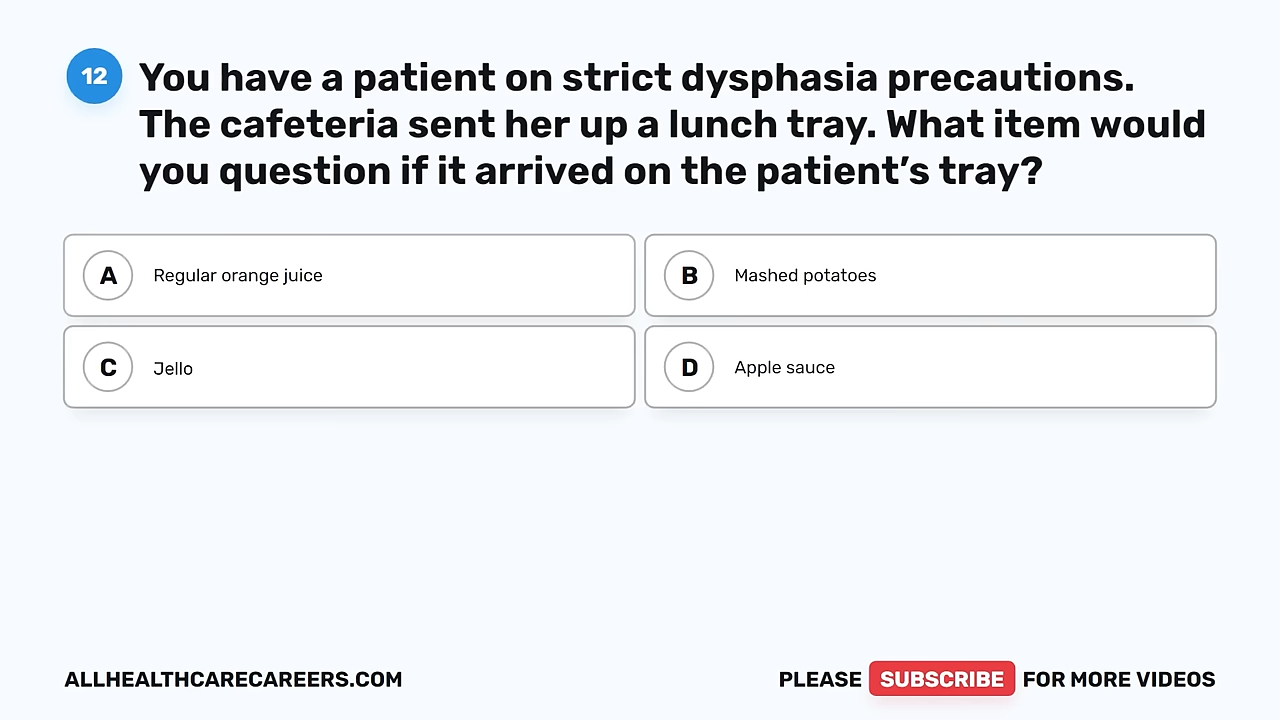 12
You have a patient on strict dysphasia precautions.
The cafeteria sent her up a lunch tray. What item would
you question if it arrived on the patient’s tray?
A Regular orange juice
B Mashed potatoes
C Jello
D Apple sauce
ALLHEALTHCARECAREERS.COM
PLEASE SUBSCRIBE FOR MORE VIDEOS